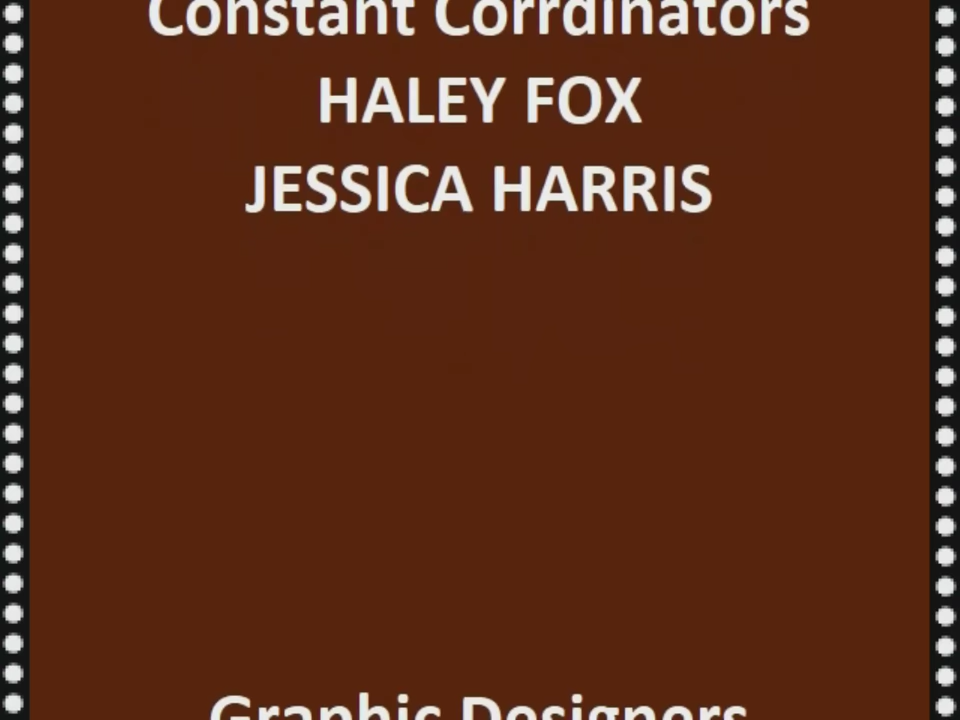 Constant Corrdinators
HALEY FOX
JESSICA HARRIS
Graphic Designers